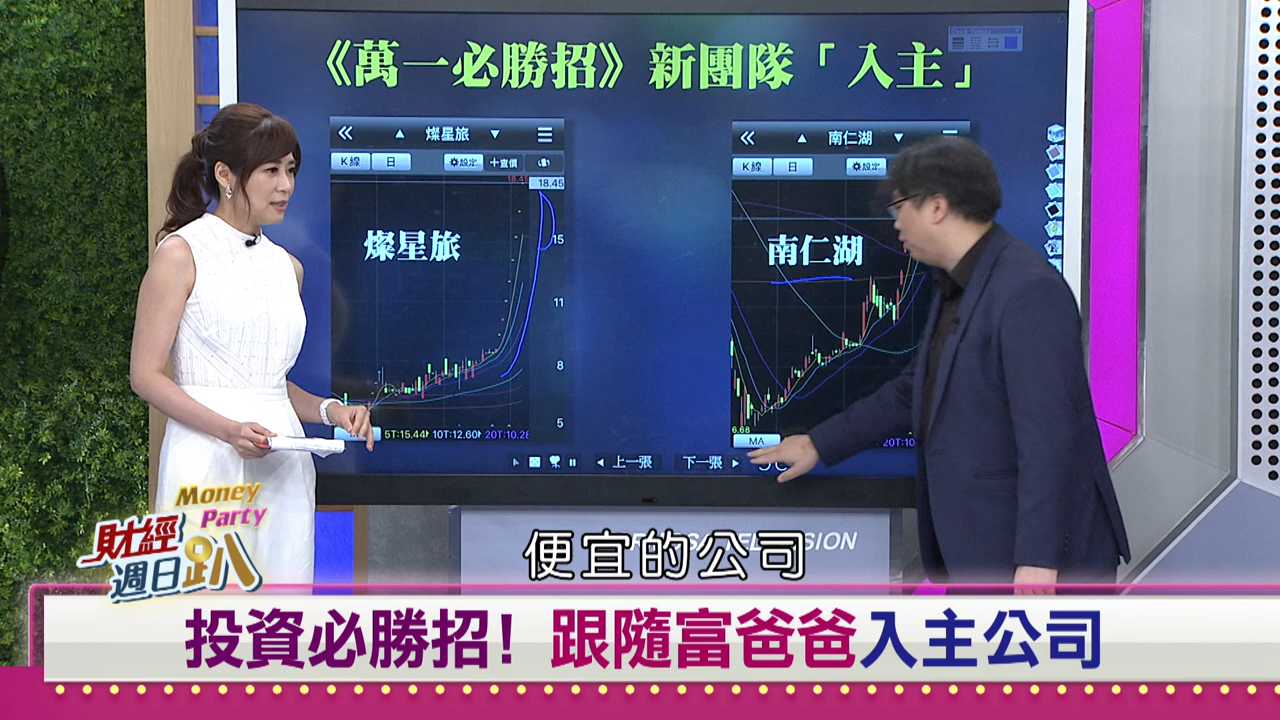 《萬一必勝招》新團隊「入主」
燦星旅
K線 日 設定 十查價
18.45
燦星旅
15
11
8
5
5T:15.44 10T:12.60 20T:10.28
南仁湖
K線 日 設定
南仁湖
6.68
MA
20T:10
上一張 下一張
Money Party
財經週日趴
便宜的公司
投資必勝招!跟隨富爸爸入主公司